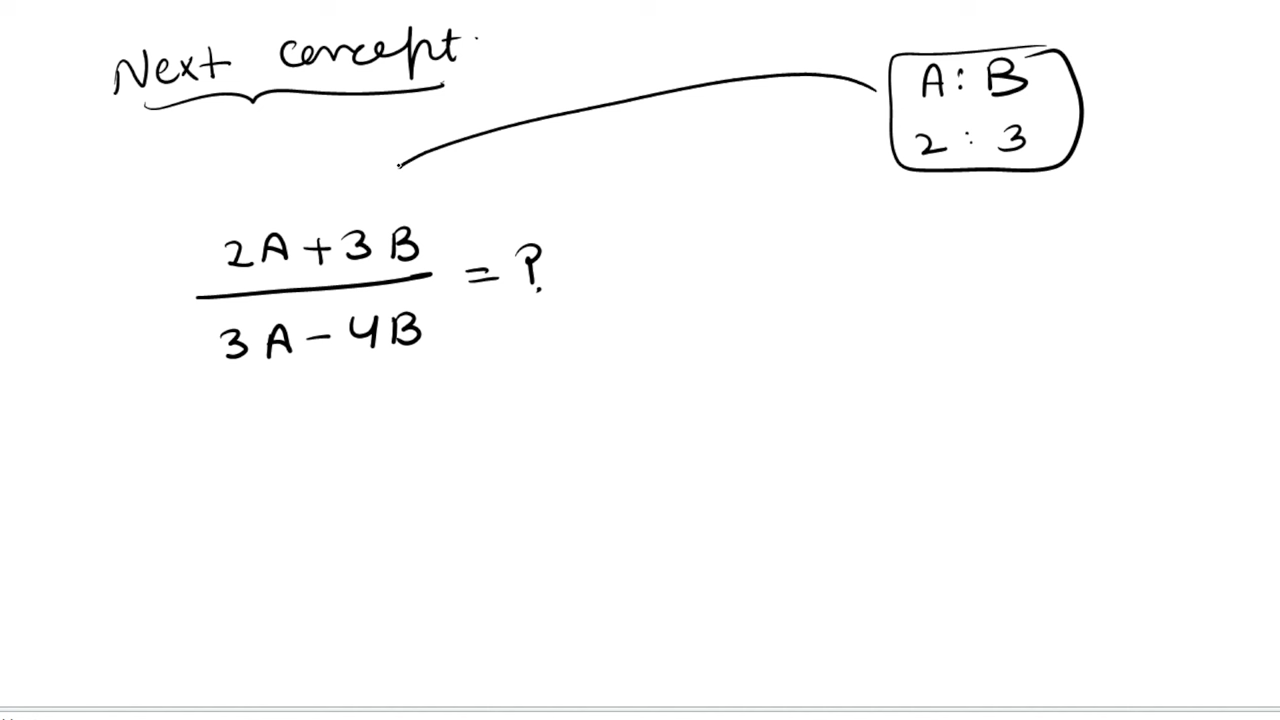 Next concept.
A : B
2 : 3
2A + 3B
= ?
3A - 4B